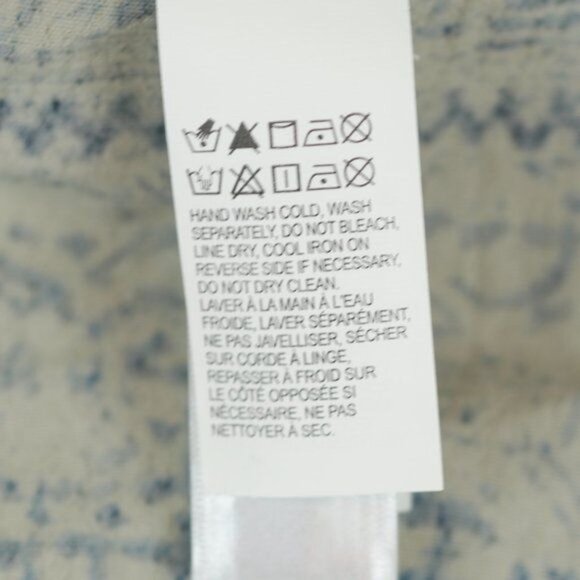 HAND WASH COLD, WASH
SEPARATELY, DO NOT BLEACH,
LINE DRY, COOL IRON ON
REVERSE SIDE IF NECESSARY,
DO NOT DRY CLEAN.
LAVER À LA MAIN À L'EAU
FROIDE, LAVER SÉPARÉMENT,
NE PAS JAVELLISER, SÉCHER
SUR CORDE À LINGE,
REPASSER À FROID SUR
LE CÔTÉ OPPOSÉE SI
NÉCESSAIRE, NE PAS
NETTOYER À SEC.